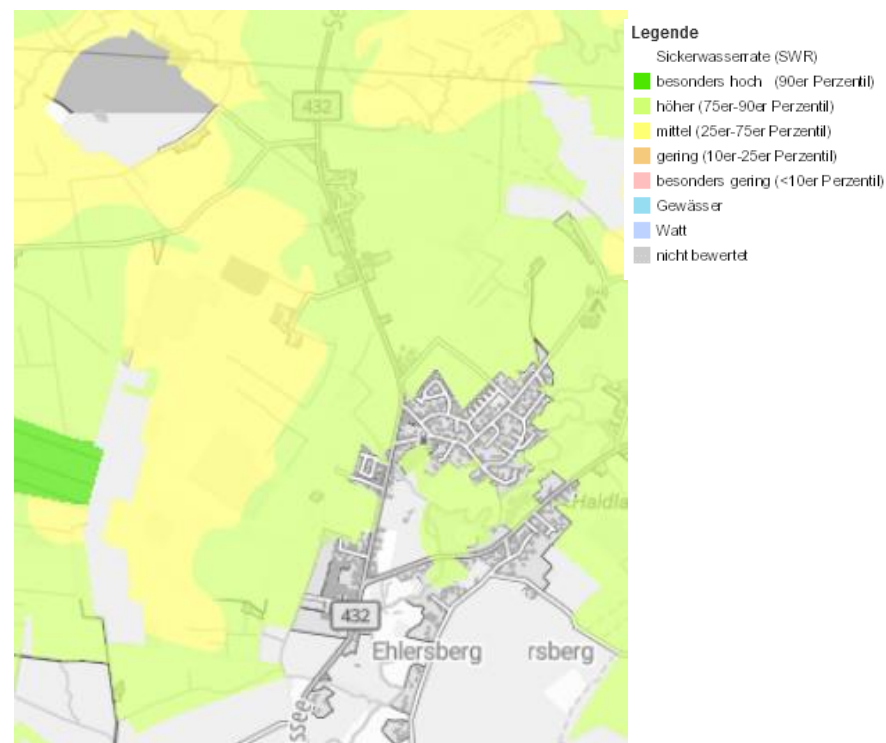 Legende
Sickerwasserrate (SWR)
besonders hoch (90er Perzentil)
höher (75er-90er Perzentil)
mittel (25er-75er Perzentil)
gering (10er-25er Perzentil)
besonders gering (<10er Perzentil)
Gewässer
Watt
nicht bewertet
432
Haidla
432
Ehlersberg
rsberg
ssee